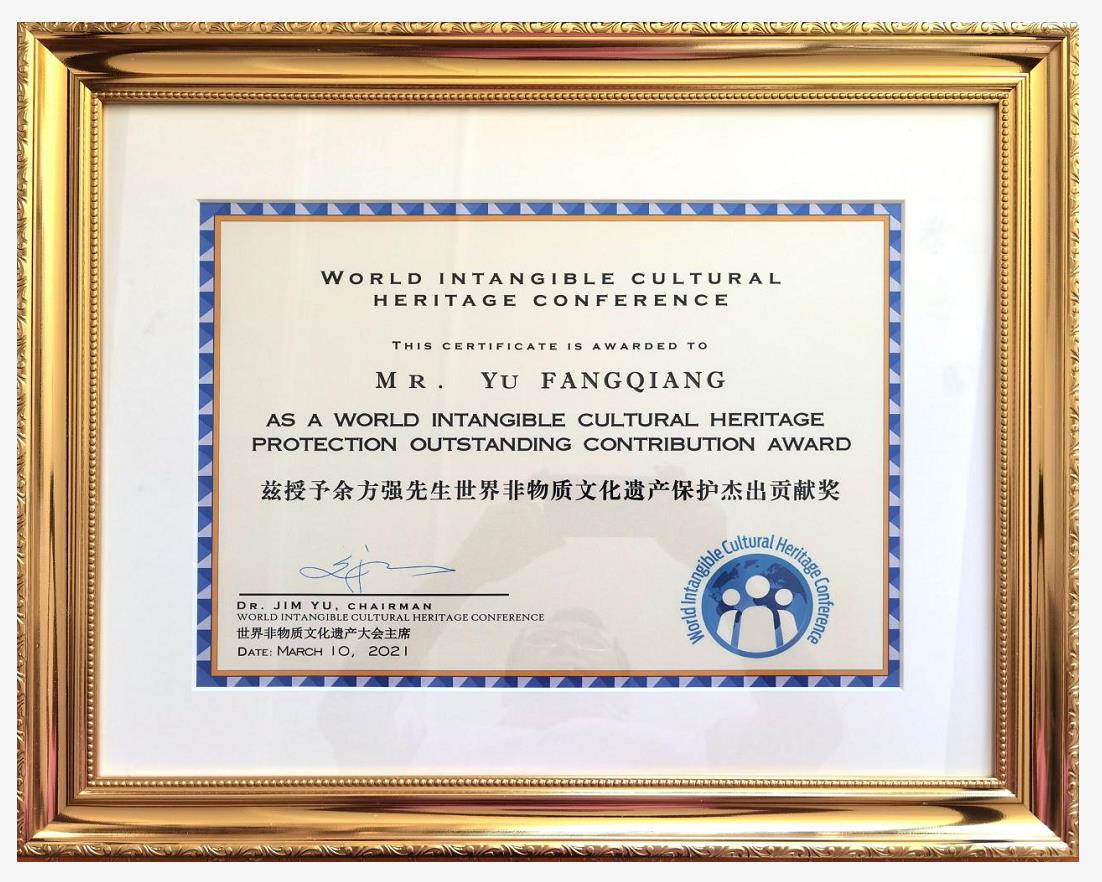 WORLD INTANGIBLE CULTURAL
HERITAGE CONFERENCE
THIS CERTIFICATE IS AWARDED TO
MR. YU FANGQIANG
AS A WORLD INTANGIBLE CULTURAL HERITAGE
PROTECTION OUTSTANDING CONTRIBUTION AWARD
兹授予余方强先生世界非物质文化遗产保护杰出贡献奖
DR. JIM YU, CHAIRMAN
WORLD INTANGIBLE CULTURAL HERITAGE CONFERENCE
世界非物质文化遗产大会主席
DATE: MARCH 10, 2021
World Intangible Cultural Heritage Conference